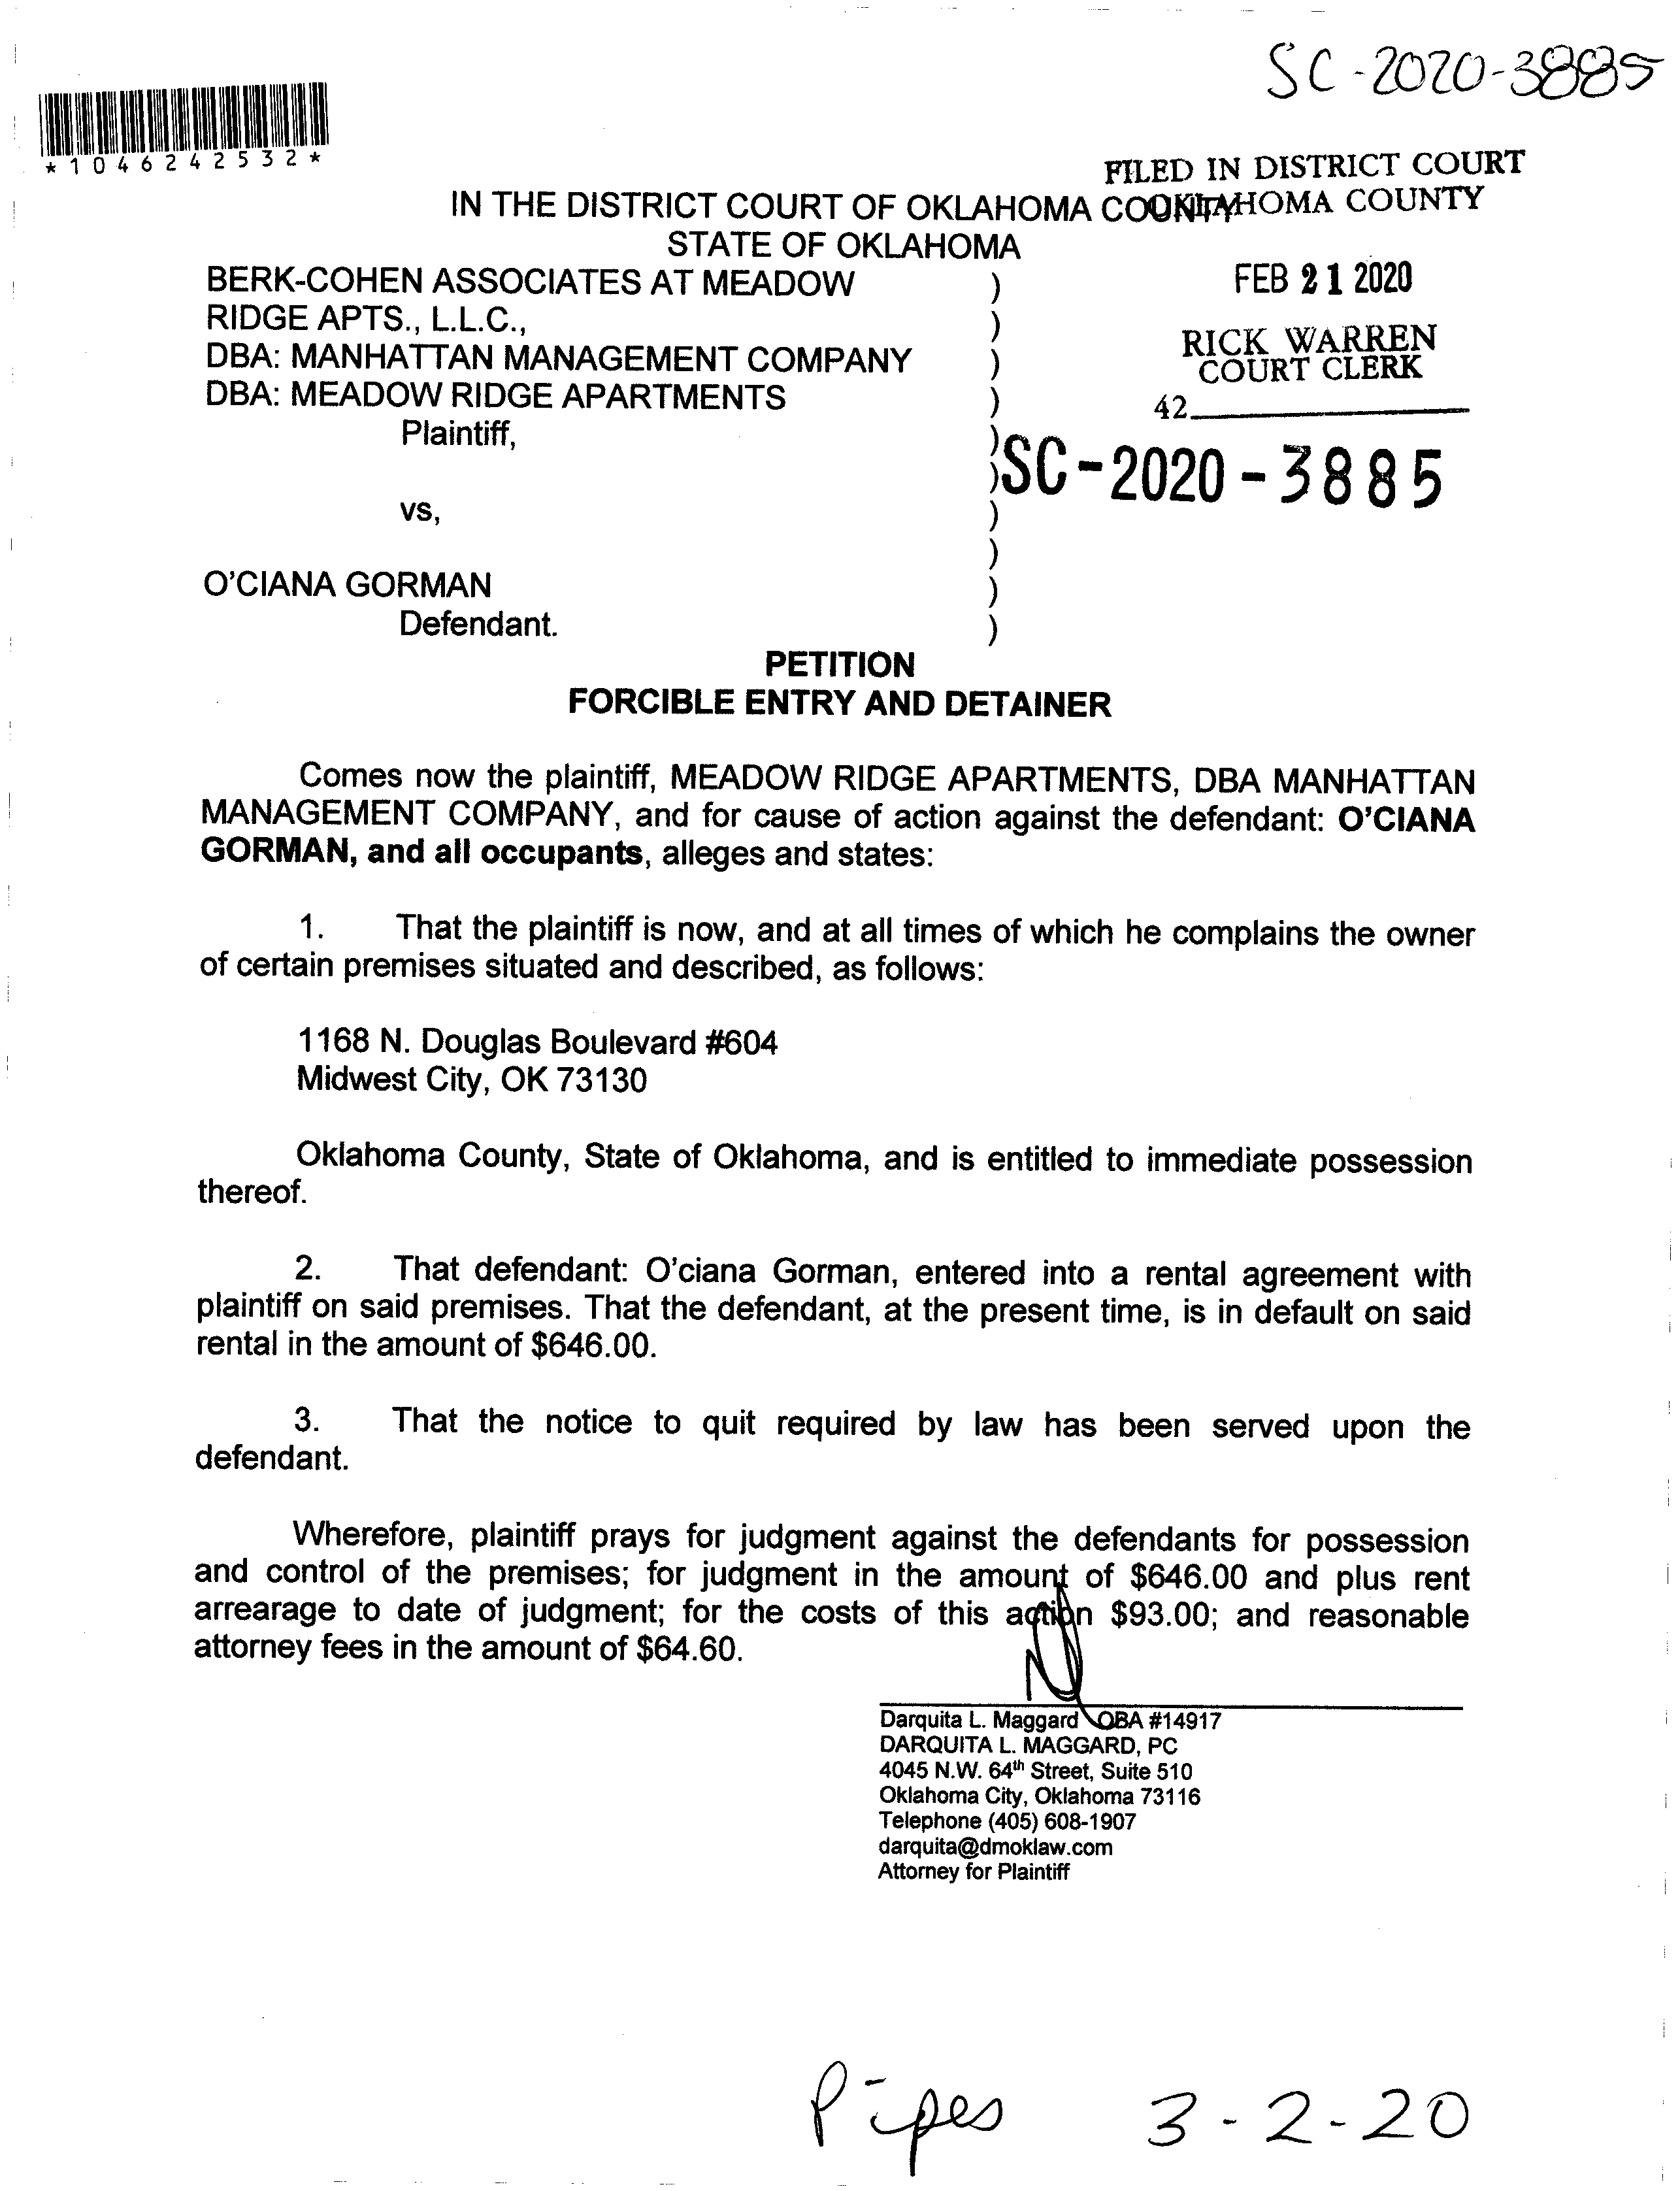 SC-2020-3885
*1046242532*
FILED IN DISTRICT COURT
OKLAHOMA COUNTY
IN THE DISTRICT COURT OF OKLAHOMA COUNTY
STATE OF OKLAHOMA
BERK-COHEN ASSOCIATES AT MEADOW )
RIDGE APTS., L.L.C., )
DBA: MANHATTAN MANAGEMENT COMPANY )
DBA: MEADOW RIDGE APARTMENTS )
Plaintiff, )
)
vs, )
)
O'CIANA GORMAN )
Defendant. )
FEB 21 2020
RICK WARREN
COURT CLERK
42
SC-2020-3885
PETITION
FORCIBLE ENTRY AND DETAINER
Comes now the plaintiff, MEADOW RIDGE APARTMENTS, DBA MANHATTAN
MANAGEMENT COMPANY, and for cause of action against the defendant: O'CIANA
GORMAN, and all occupants, alleges and states:
1. That the plaintiff is now, and at all times of which he complains the owner
of certain premises situated and described, as follows:
1168 N. Douglas Boulevard #604
Midwest City, OK 73130
Oklahoma County, State of Oklahoma, and is entitled to immediate possession
thereof.
2. That defendant: O'ciana Gorman, entered into a rental agreement with
plaintiff on said premises. That the defendant, at the present time, is in default on said
rental in the amount of $646.00.
3. That the notice to quit required by law has been served upon the
defendant.
Wherefore, plaintiff prays for judgment against the defendants for possession
and control of the premises; for judgment in the amount of $646.00 and plus rent
arrearage to date of judgment; for the costs of this action $93.00; and reasonable
attorney fees in the amount of $64.60.
Darquita L. Maggard OBA #14917
DARQUITA L. MAGGARD, PC
4045 N.W. 64th Street, Suite 510
Oklahoma City, Oklahoma 73116
Telephone (405) 608-1907
darquita@dmoklaw.com
Attorney for Plaintiff
Pipes 3-2-20